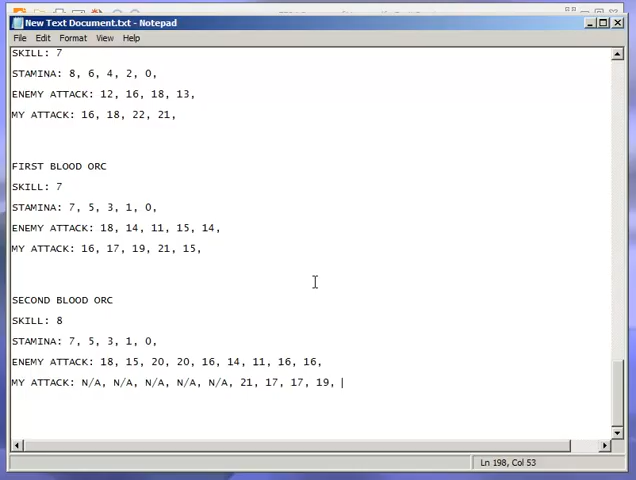 New Text Document.txt - Notepad
File Edit Format View Help
SKILL: 7
STAMINA: 8, 6, 4, 2, 0,
ENEMY ATTACK: 12, 16, 18, 13,
MY ATTACK: 16, 18, 22, 21,
FIRST BLOOD ORC
SKILL: 7
STAMINA: 7, 5, 3, 1, 0,
ENEMY ATTACK: 18, 14, 11, 15, 14,
MY ATTACK: 16, 17, 19, 21, 15,
SECOND BLOOD ORC
SKILL: 8
STAMINA: 7, 5, 3, 1, 0,
ENEMY ATTACK: 18, 15, 20, 20, 16, 14, 11, 16, 16,
MY ATTACK: N/A, N/A, N/A, N/A, N/A, 21, 17, 17, 19,
Ln 198, Col 53